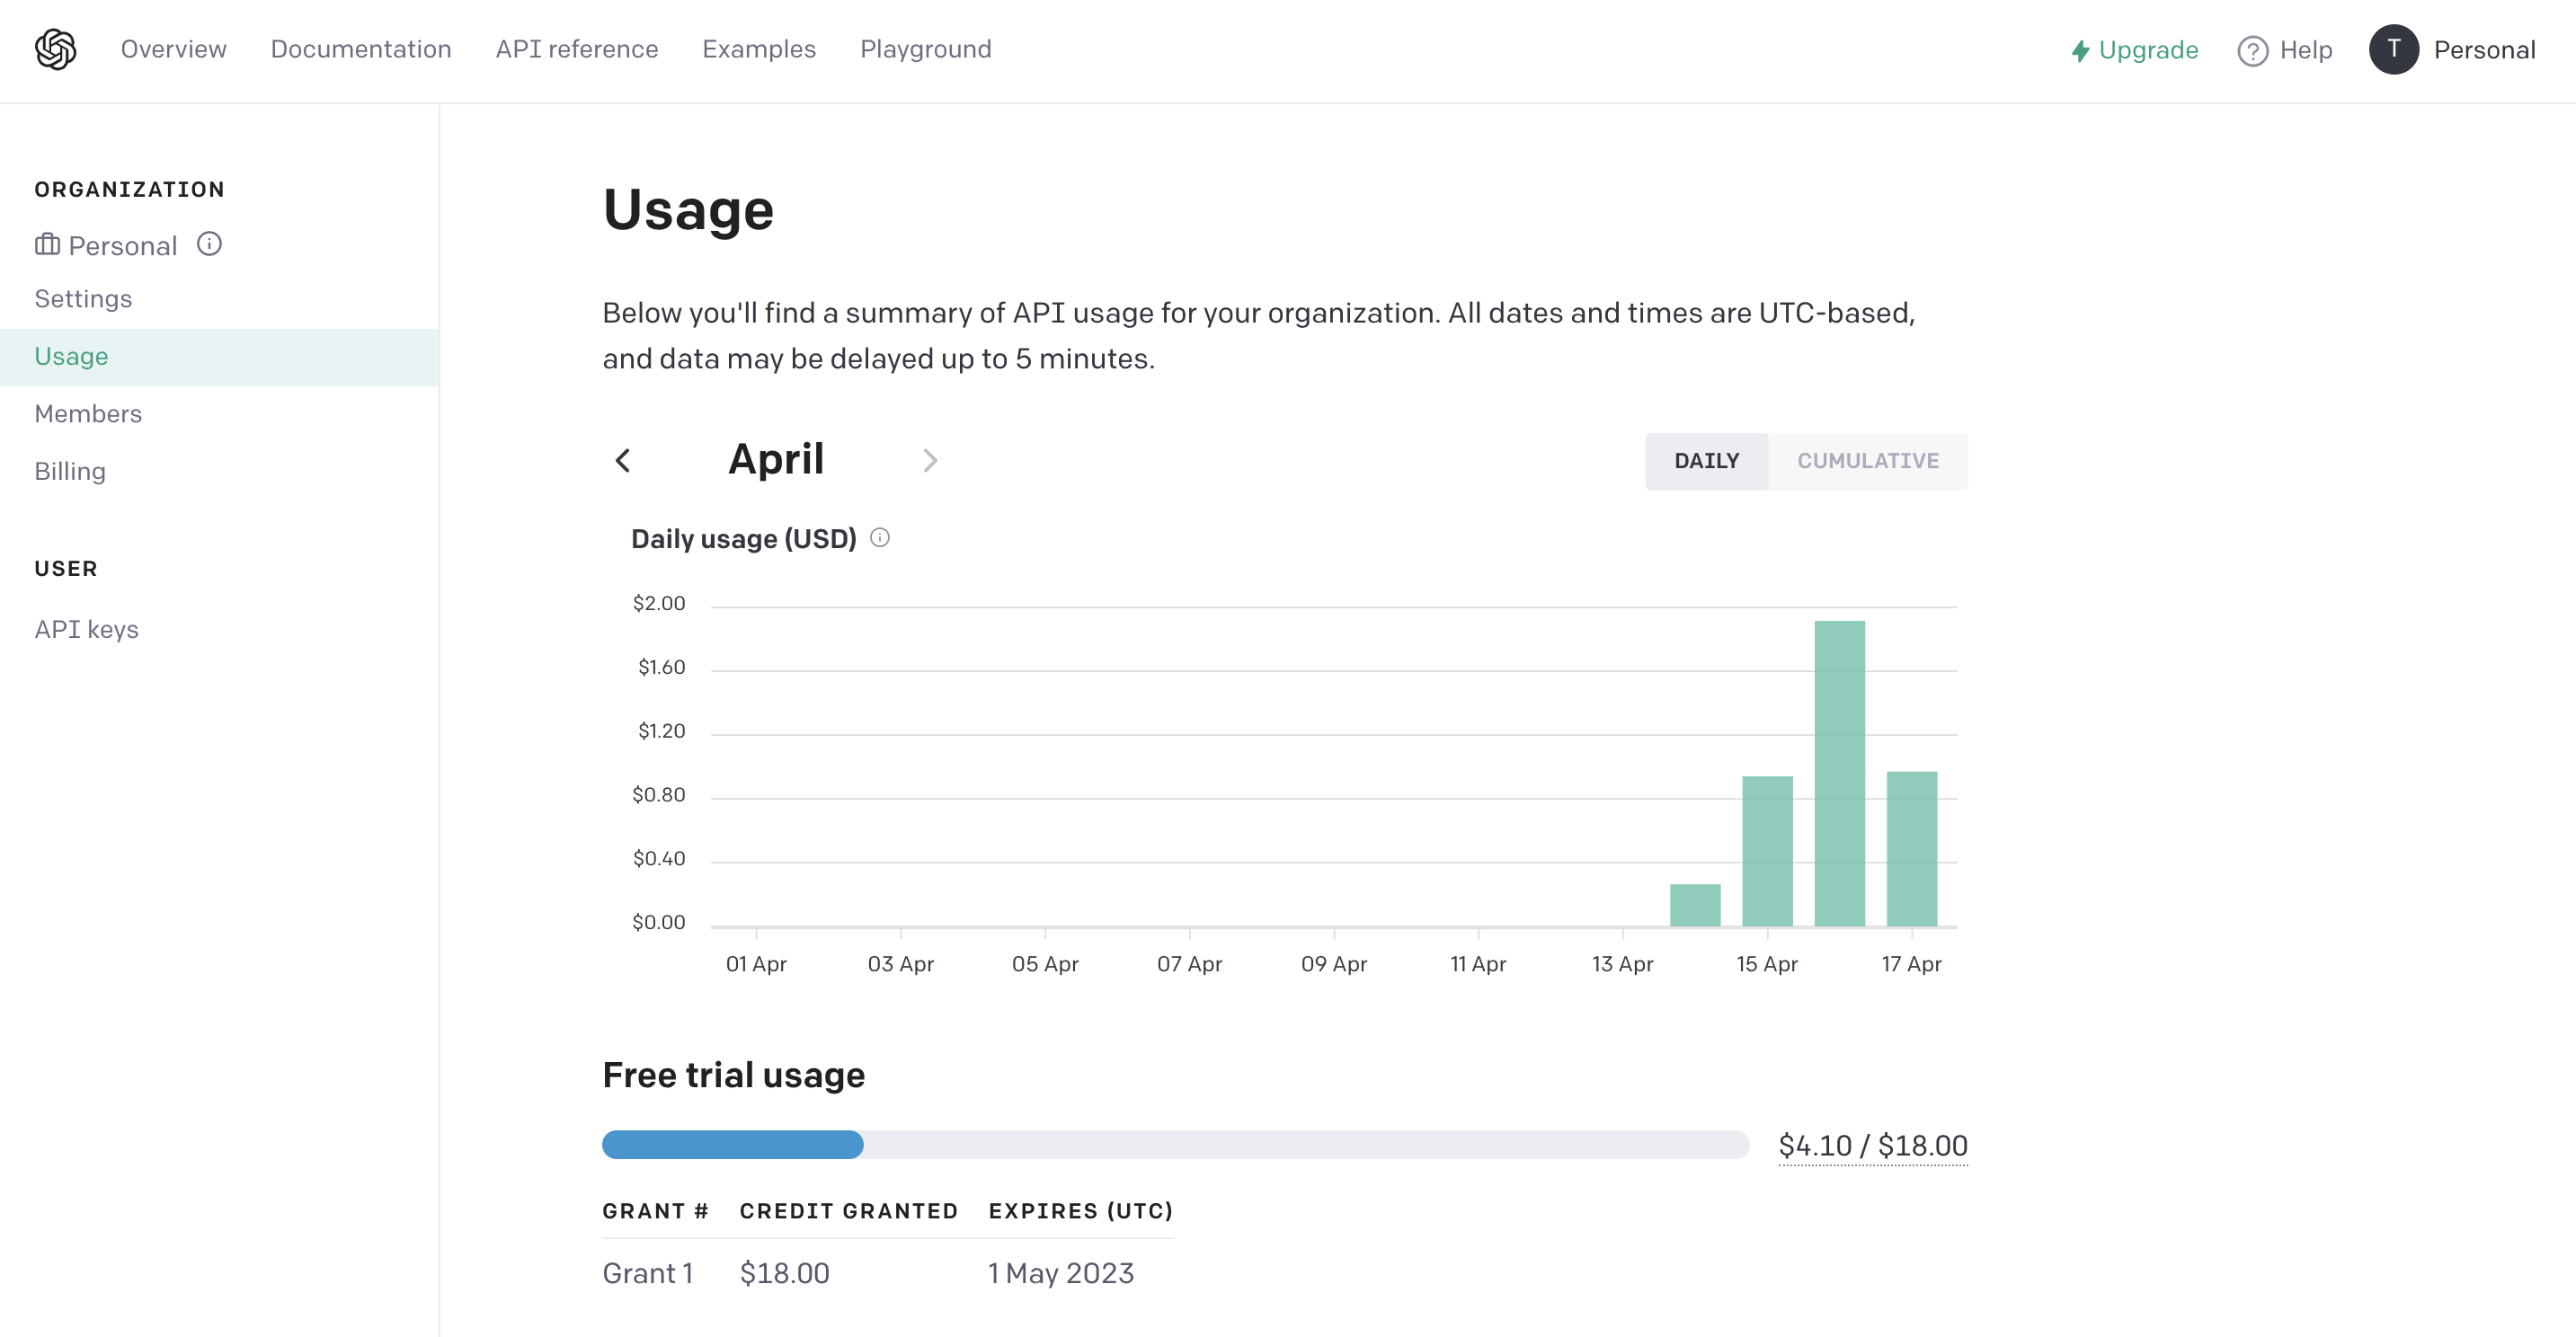 Overview Documentation API reference Examples Playground Upgrade Help T Personal
ORGANIZATION
Personal
Settings
Usage
Members
Billing
USER
API keys
Usage
Below you'll find a summary of API usage for your organization. All dates and times are UTC-based,
and data may be delayed up to 5 minutes.
April
DAILY CUMULATIVE
Daily usage (USD)
$2.00
$1.60
$1.20
$0.80
$0.40
$0.00
01 Apr 03 Apr 05 Apr 07 Apr 09 Apr 11 Apr 13 Apr 15 Apr 17 Apr
Free trial usage
$4.10 / $18.00
GRANT # CREDIT GRANTED EXPIRES (UTC)
Grant 1 $18.00 1 May 2023